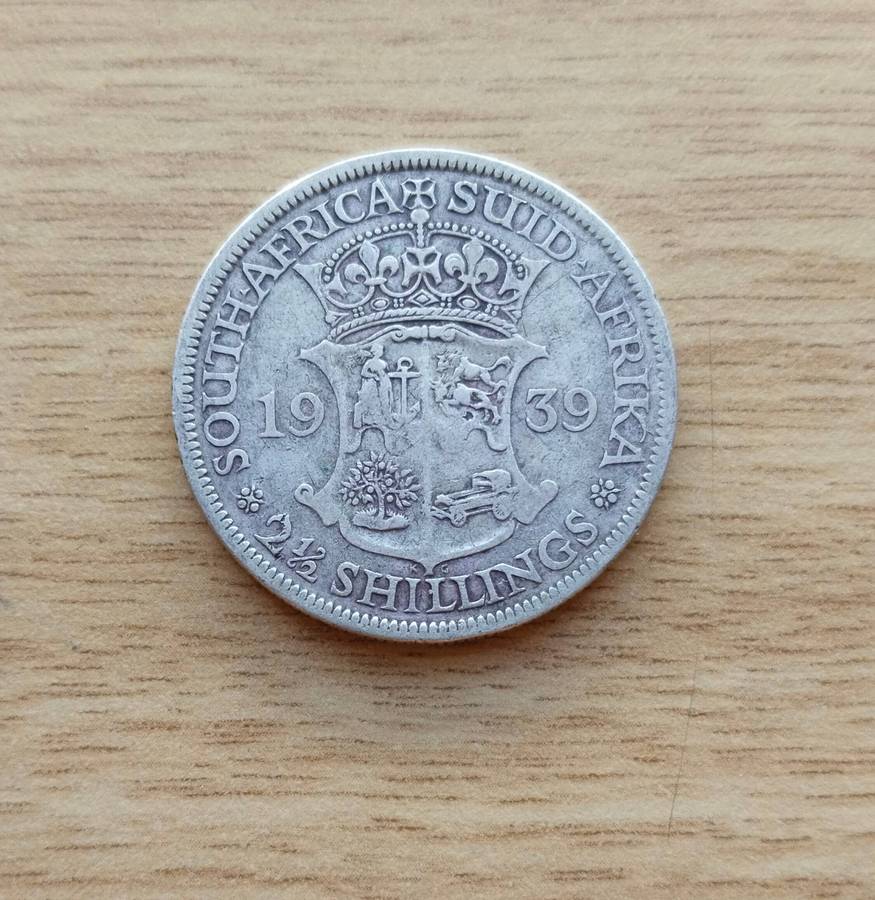 SOUTH·AFRICA SUID·AFRIKA
19 39
K G
2½ SHILLINGS